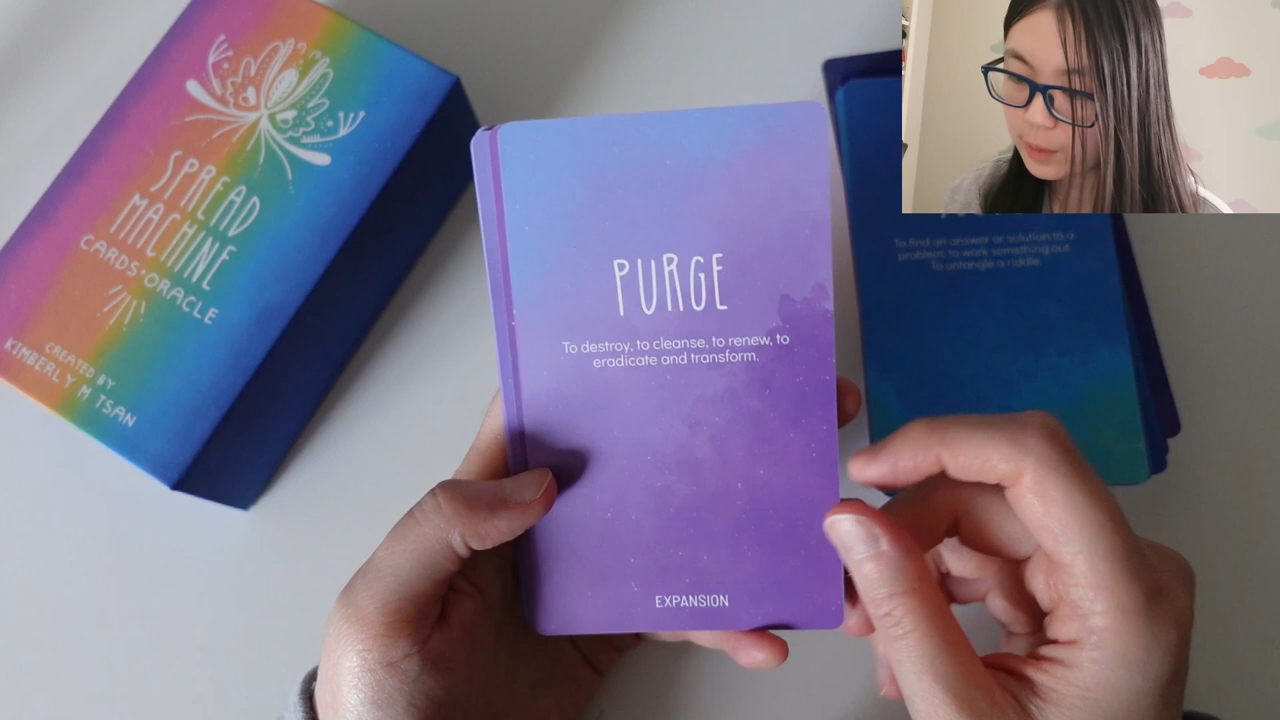 SPREAD
MACHINE
CARDS•ORACLE
CREATED BY
KIMBERLY M TSAN
PURGE
To destroy, to cleanse, to renew, to
eradicate and transform.
EXPANSION
To find an answer or solution to a
problem; to work something out.
To untangle a riddle.